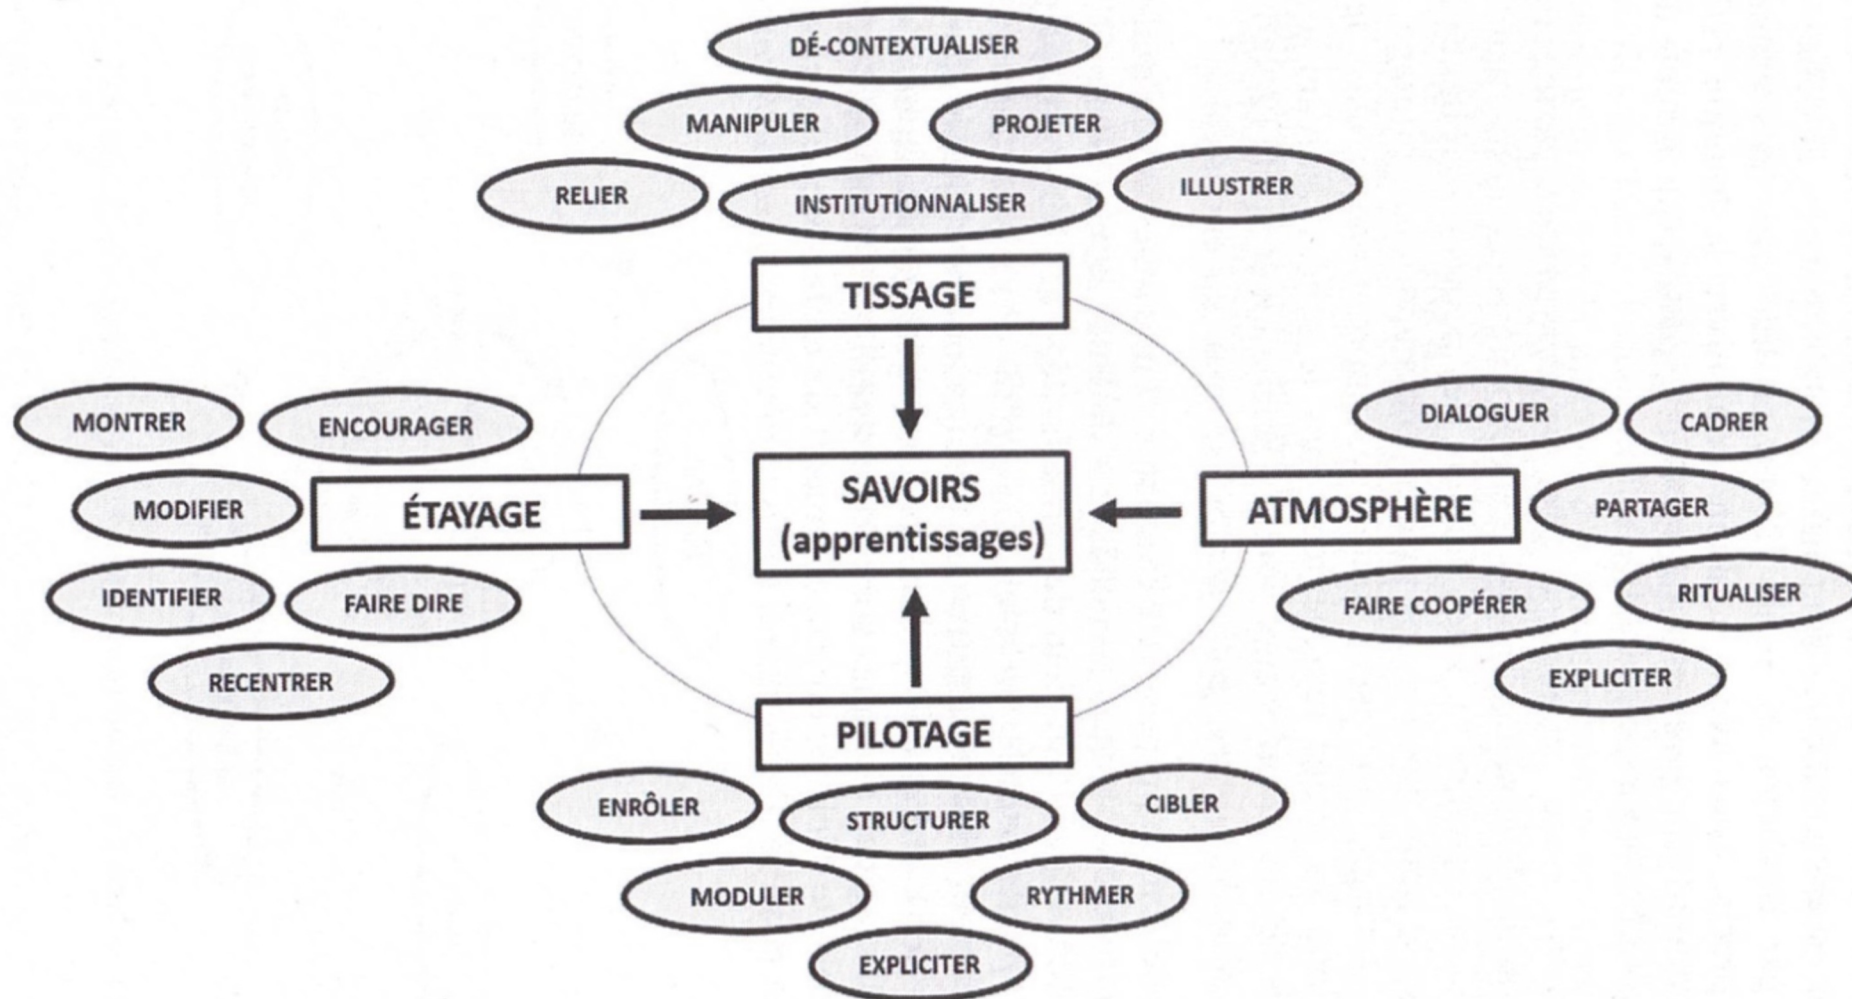 DÉ-CONTEXTUALISER
MANIPULER
PROJETER
RELIER
INSTITUTIONNALISER
ILLUSTRER
TISSAGE
MONTRER
ENCOURAGER
MODIFIER
ÉTAYAGE
IDENTIFIER
FAIRE DIRE
RECENTRER
SAVOIRS
(apprentissages)
DIALOGUER
CADRER
ATMOSPHÈRE
PARTAGER
FAIRE COOPÉRER
RITUALISER
EXPLICITER
PILOTAGE
ENRÔLER
STRUCTURER
CIBLER
MODULER
RYTHMER
EXPLICITER